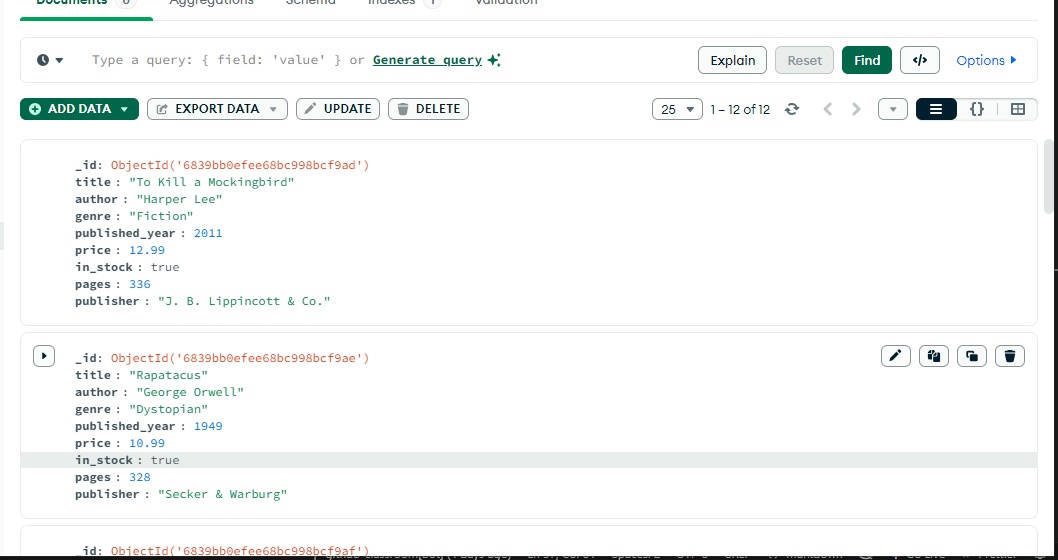 Documents 0 Aggregations Schema Indexes 1 Validation
Type a query: { field: 'value' } or Generate query
Explain Reset Find </> Options
ADD DATA EXPORT DATA UPDATE DELETE
25 1 – 12 of 12 {}
_id: ObjectId('6839bb0efee68bc998bcf9ad')
title : "To Kill a Mockingbird"
author : "Harper Lee"
genre : "Fiction"
published_year : 2011
price : 12.99
in_stock : true
pages : 336
publisher : "J. B. Lippincott & Co."
_id: ObjectId('6839bb0efee68bc998bcf9ae')
title : "Rapatacus"
author : "George Orwell"
genre : "Dystopian"
published_year : 1949
price : 10.99
in_stock : true
pages : 328
publisher : "Secker & Warburg"
_id: ObjectId('6839bb0efee68bc998bcf9af')